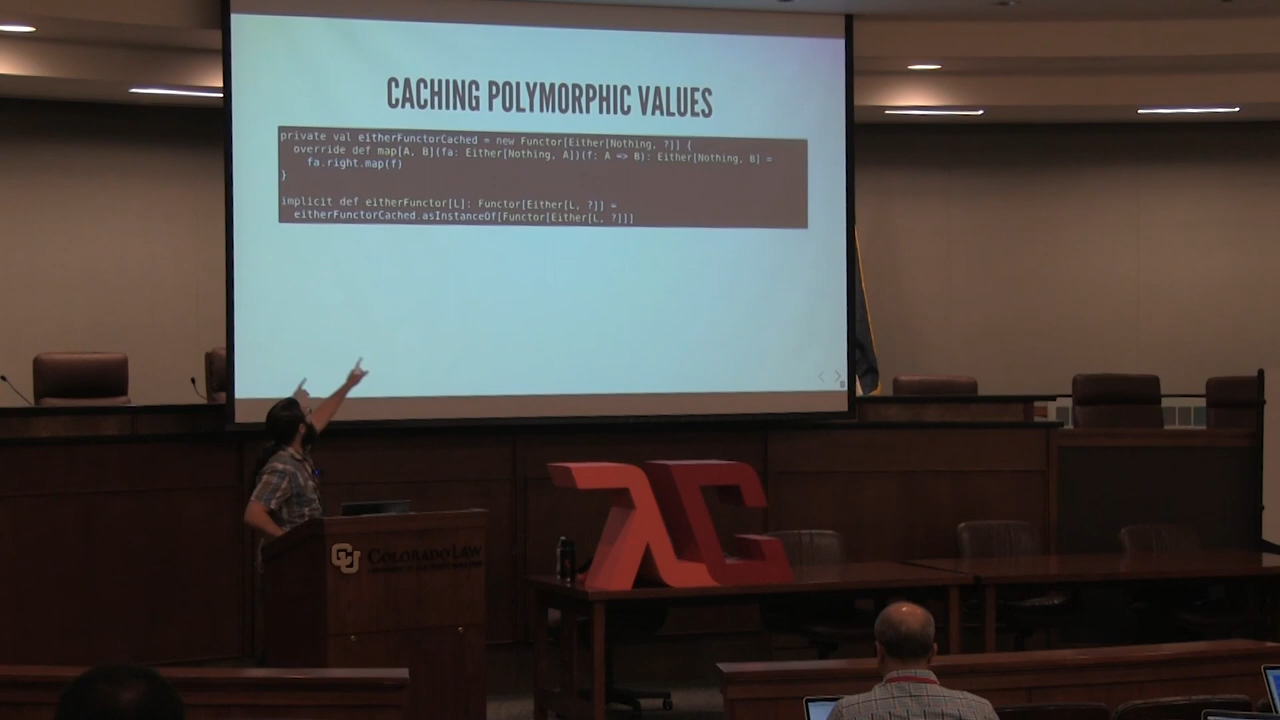 CACHING POLYMORPHIC VALUES
private val eitherFunctorCached = new Functor[Either[Nothing, ?]] {
  override def map[A, B](fa: Either[Nothing, A])(f: A => B): Either[Nothing, B] =
    fa.right.map(f)
}
implicit def eitherFunctor[L]: Functor[Either[L, ?]] =
  eitherFunctorCached.asInstanceOf[Functor[Either[L, ?]]]
CU COLORADO LAW